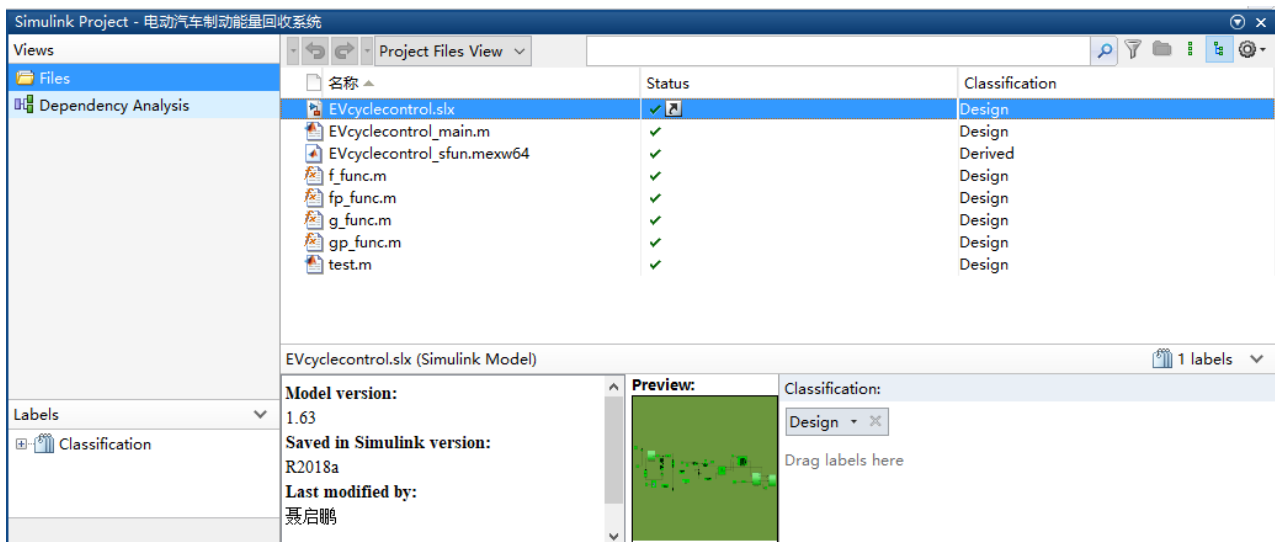 Simulink Project - 电动汽车制动能量回收系统
Views
Project Files View
Files
Dependency Analysis
名称 Status Classification
EVcyclecontrol.slx Design
EVcyclecontrol_main.m Design
EVcyclecontrol_sfun.mexw64 Derived
f_func.m Design
fp_func.m Design
g_func.m Design
gp_func.m Design
test.m Design
EVcyclecontrol.slx (Simulink Model) 1 labels
Labels
Classification
Model version:
1.63
Saved in Simulink version:
R2018a
Last modified by:
聂启鹏
Preview:
Classification:
Design
Drag labels here